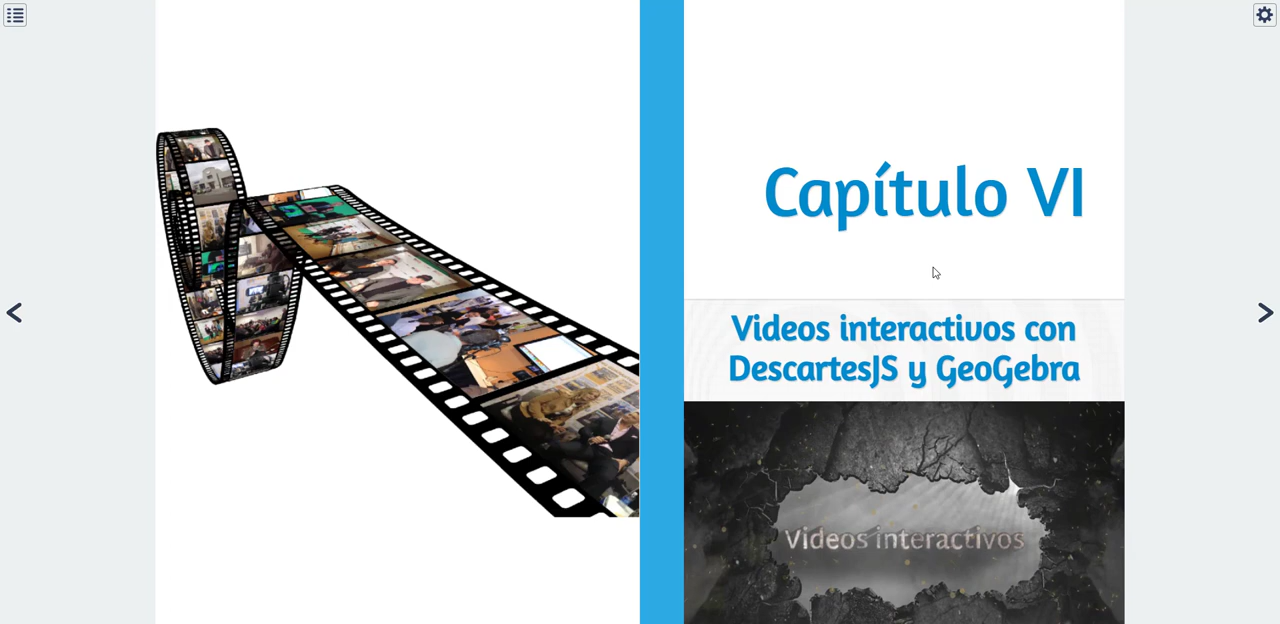 Capítulo VI
Videos interactivos con
DescartesJS y GeoGebra
Videos interactivos